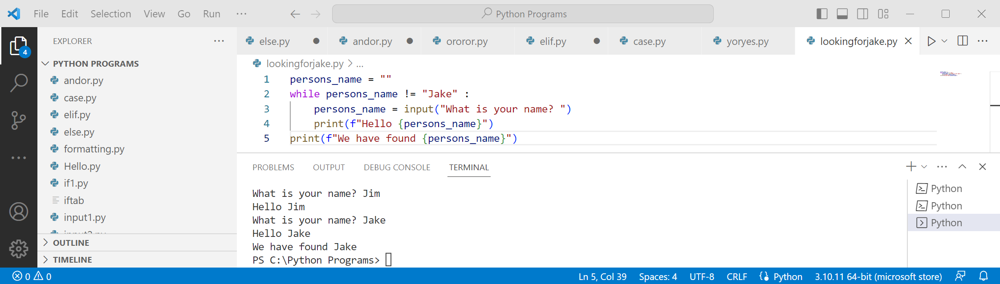 File Edit Selection View Go Run ...
Python Programs
4
EXPLORER ...
PYTHON PROGRAMS
andor.py
case.py
elif.py
else.py
formatting.py
Hello.py
if1.py
iftab
input1.py
OUTLINE
TIMELINE
else.py andor.py ororor.py elif.py case.py yoryes.py lookingforjake.py
lookingforjake.py > ...
1 persons_name = ""
2 while persons_name != "Jake" :
3 persons_name = input("What is your name? ")
4 print(f"Hello {persons_name}")
5 print(f"We have found {persons_name}")
PROBLEMS OUTPUT DEBUG CONSOLE TERMINAL
What is your name? Jim
Hello Jim
What is your name? Jake
Hello Jake
We have found Jake
PS C:\Python Programs>
Python
Python
Python
0 0 Ln 5, Col 39 Spaces: 4 UTF-8 CRLF Python 3.10.11 64-bit (microsoft store)